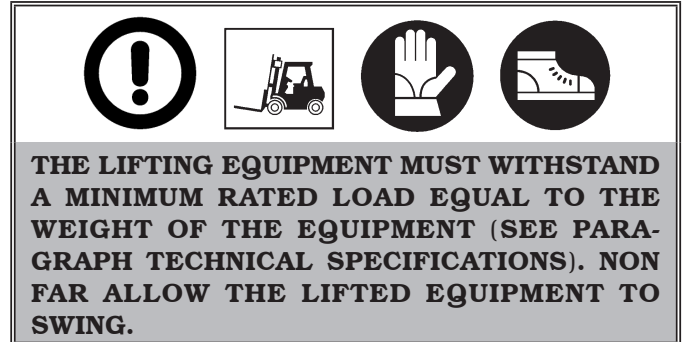 THE LIFTING EQUIPMENT MUST WITHSTAND
A MINIMUM RATED LOAD EQUAL TO THE
WEIGHT OF THE EQUIPMENT (SEE PARA-
GRAPH TECHNICAL SPECIFICATIONS). NON
FAR ALLOW THE LIFTED EQUIPMENT TO
SWING.